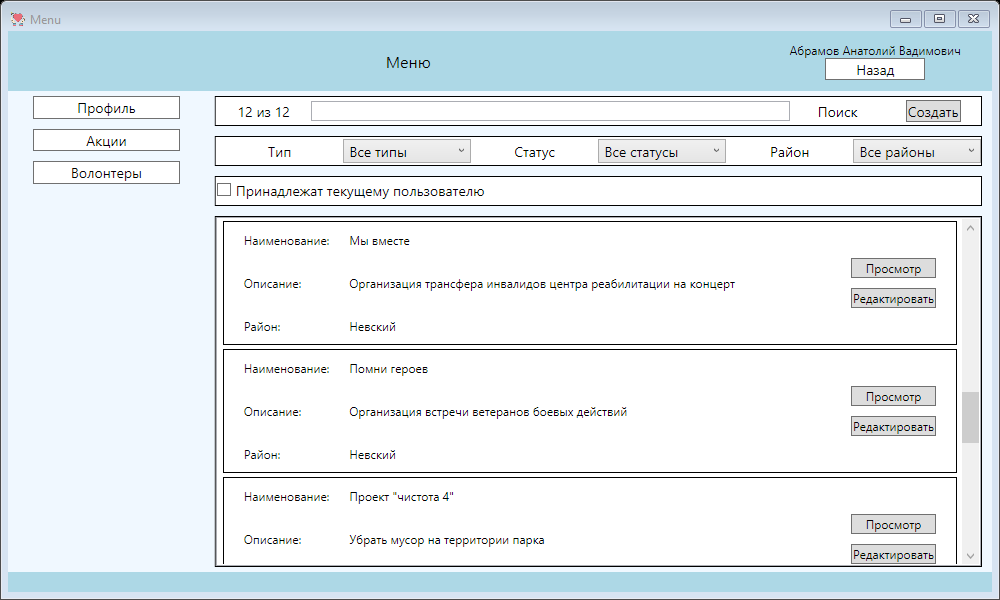 Menu
Меню
Абрамов Анатолий Вадимович
Назад
Профиль
Акции
Волонтеры
12 из 12 Поиск Создать
Тип Все типы Статус Все статусы Район Все районы
Принадлежат текущему пользователю
Наименование: Мы вместе
Просмотр
Описание: Организация трансфера инвалидов центра реабилитации на концерт
Редактировать
Район: Невский
Наименование: Помни героев
Просмотр
Описание: Организация встречи ветеранов боевых действий
Редактировать
Район: Невский
Наименование: Проект "чистота 4"
Просмотр
Описание: Убрать мусор на территории парка
Редактировать